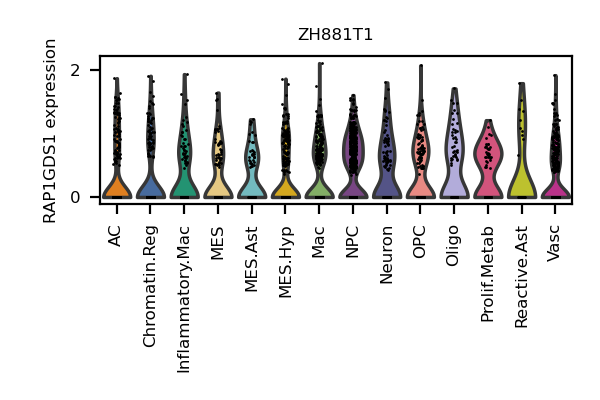 ZH881T1
RAP1GDS1 expression
2
0
AC
Chromatin.Reg
Inflammatory.Mac
MES
MES.Ast
MES.Hyp
Mac
NPC
Neuron
OPC
Oligo
Prolif.Metab
Reactive.Ast
Vasc